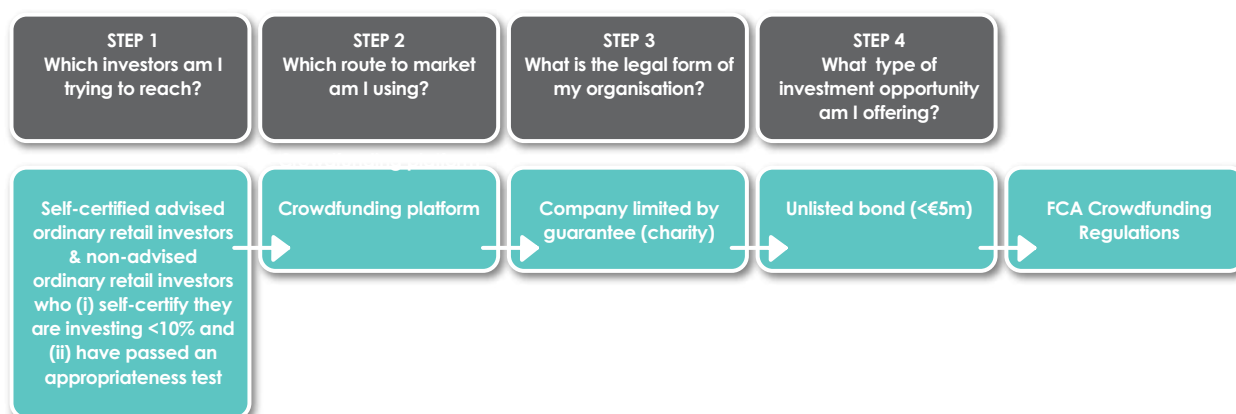 STEP 1
Which investors am I
trying to reach?
STEP 2
Which route to market
am I using?
STEP 3
What is the legal form of
my organisation?
STEP 4
What  type of
investment opportunity
am I offering?
Self-certified advised
ordinary retail investors
& non-advised
ordinary retail investors
who (i) self-certify they
are investing <10% and
(ii) have passed an
appropriateness test
Crowdfunding platform
Company limited by
guarantee (charity)
Unlisted bond (<€5m)
FCA Crowdfunding
Regulations